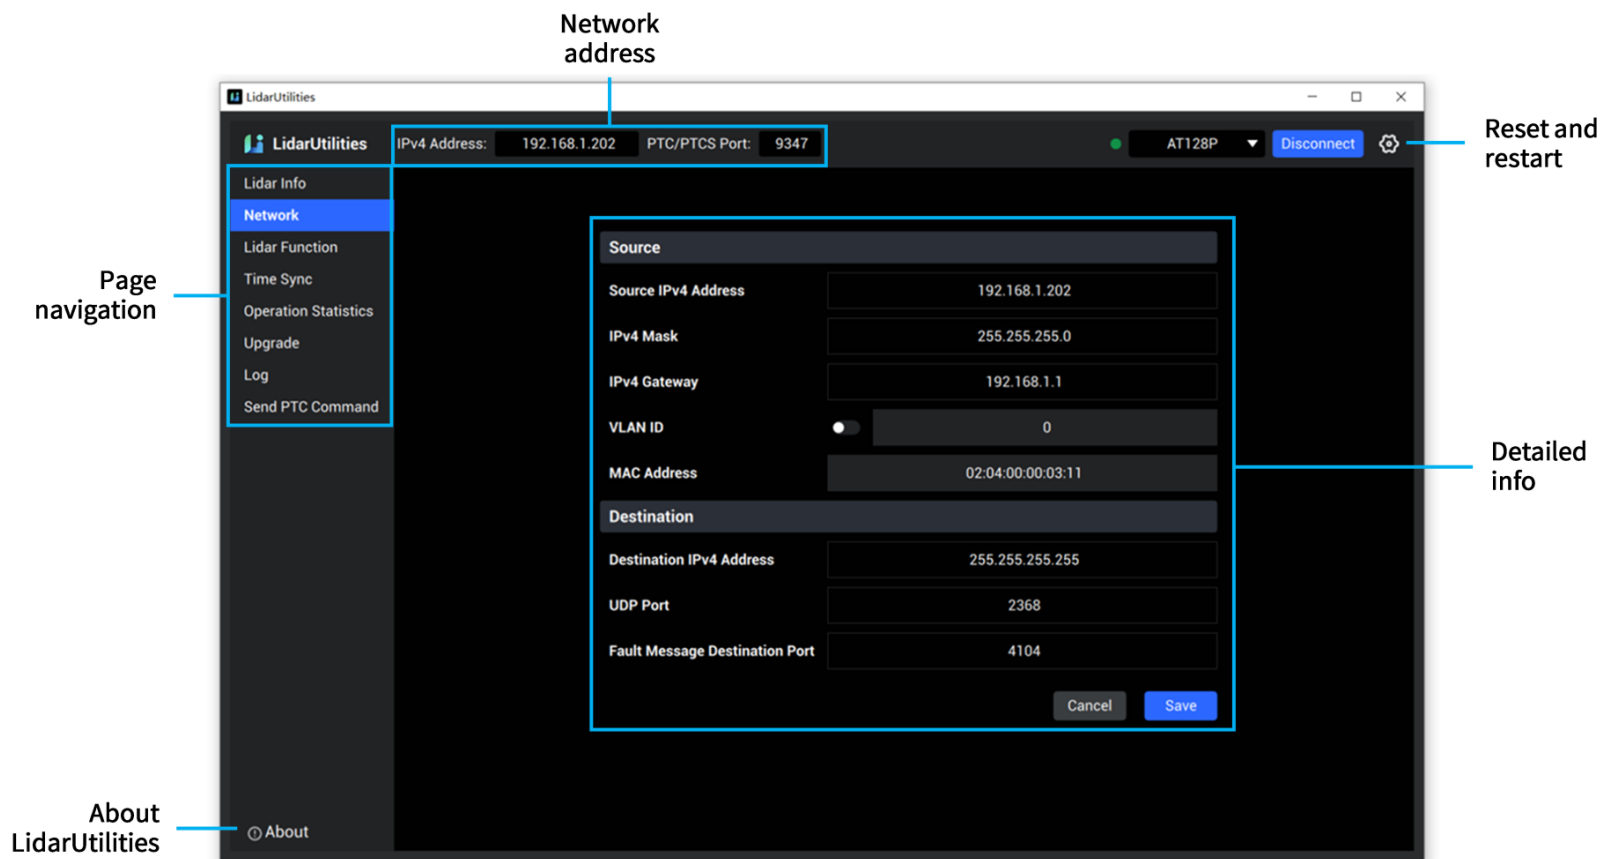 Network
address
LidarUtilities
LidarUtilities
IPv4 Address: 192.168.1.202 PTC/PTCS Port: 9347
AT128P
Disconnect
Reset and
restart
Page
navigation
Lidar Info
Network
Lidar Function
Time Sync
Operation Statistics
Upgrade
Log
Send PTC Command
Source
Source IPv4 Address 192.168.1.202
IPv4 Mask 255.255.255.0
IPv4 Gateway 192.168.1.1
VLAN ID 0
MAC Address 02:04:00:00:03:11
Destination
Destination IPv4 Address 255.255.255.255
UDP Port 2368
Fault Message Destination Port 4104
Cancel Save
Detailed
info
About
LidarUtilities
About